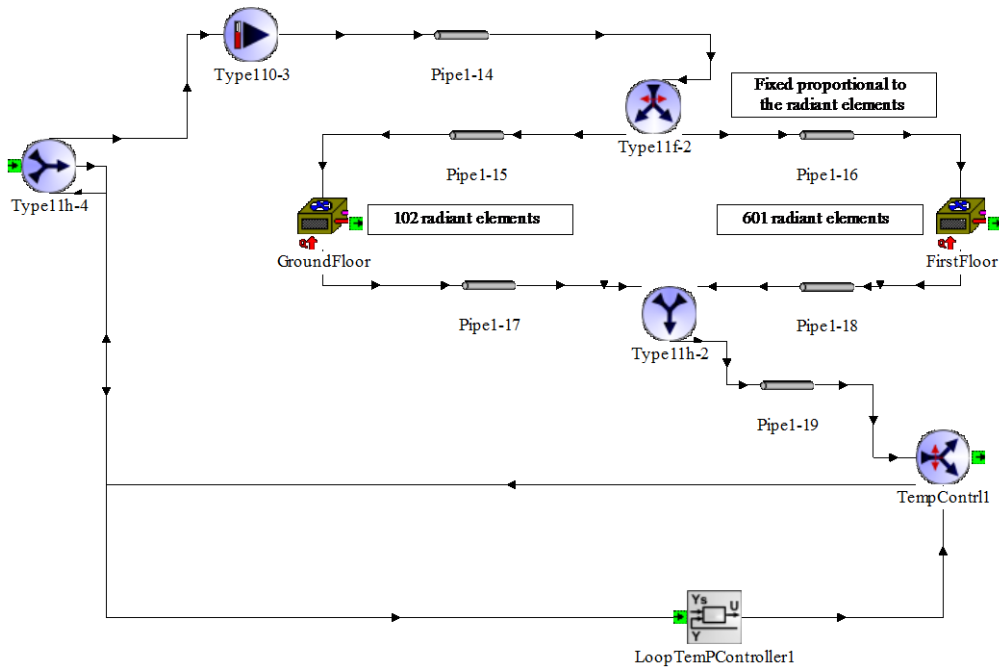 Type110-3
Pipe1-14
Fixed proportional to
the radiant elements
Type11f-2
Pipe1-15
Pipe1-16
Type11h-4
102 radiant elements
601 radiant elements
GroundFloor
FirstFloor
Pipe1-17
Pipe1-18
Type11h-2
Pipe1-19
TempContrl1
Ys
U
Y
LoopTemPController1